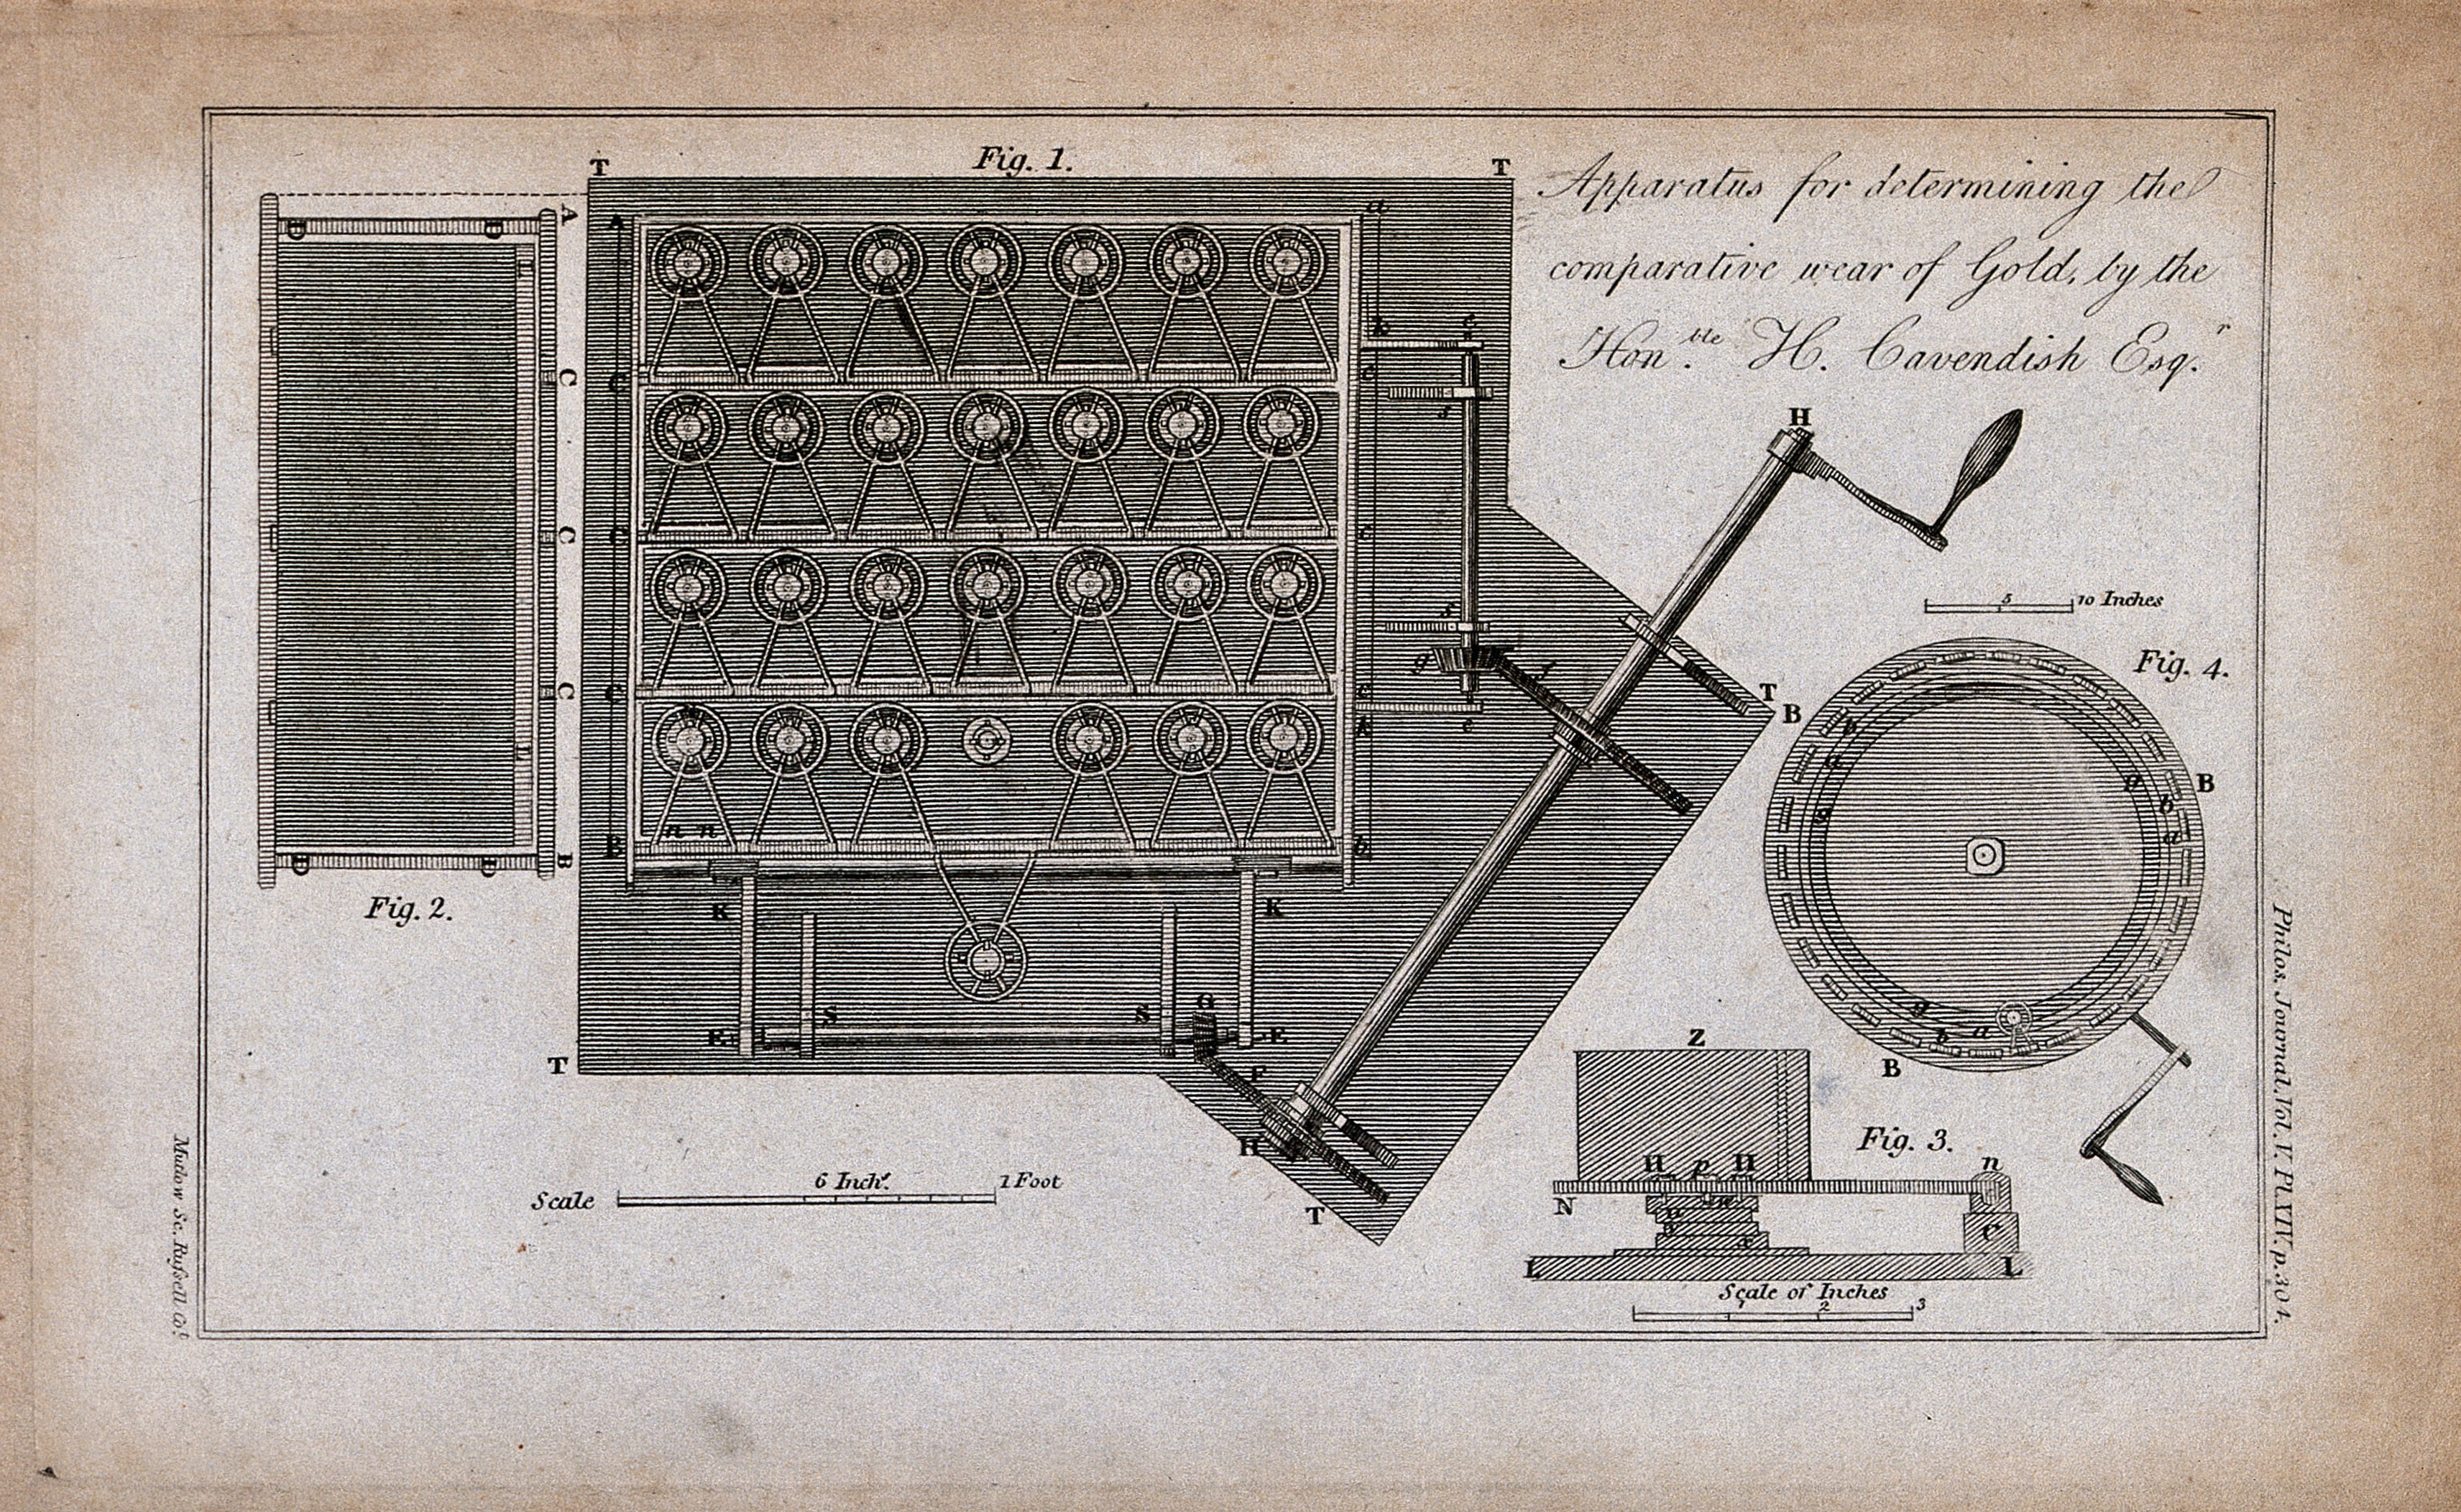 Fig. 1.
T
T
Apparatus for determining the
comparative wear of Gold, by the
Hon.ble H. Cavendish Esq.r
A
A
a
D
D
L
C
C
C
L
D
D
B
Fig. 2.
C
C
C
B
k
e
c
c
c
k
e
b
f
f
g
H
T
5 10 Inches
Fig. 4.
B
B
B
b
a
g
g
b
a
g
b
a
n n
K
K
E
S
S
G
E
F
H
T
T
Scale 6 Inch.s 1 Foot
Z
Fig. 3.
H p H
n
N
C
L
L
Scale of Inches
1 2 3
Mutlow Sc. Russell Co.t
Philos. Journal. Vol. V. Pl. XIV. p. 304.